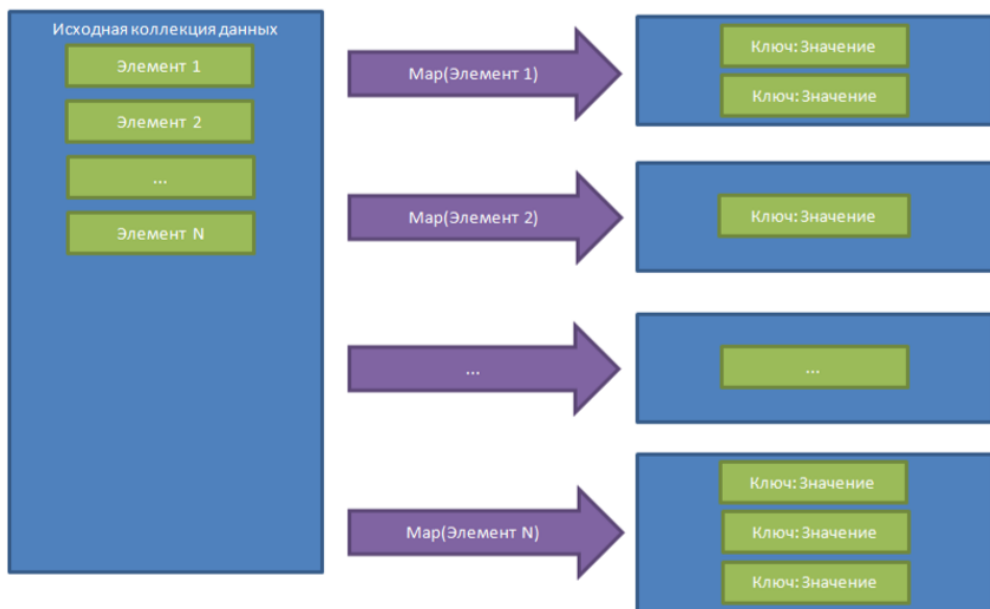 Исходная коллекция данных
Элемент 1
Элемент 2
...
Элемент N
Map(Элемент 1)
Map(Элемент 2)
...
Map(Элемент N)
Ключ: Значение
Ключ: Значение
Ключ: Значение
...
Ключ: Значение
Ключ: Значение
Ключ: Значение